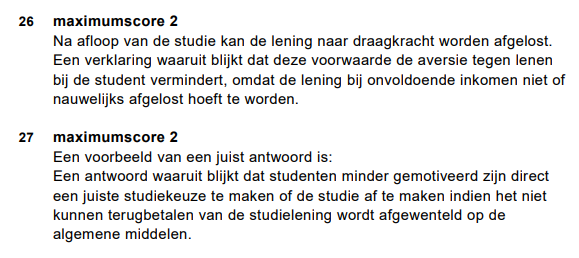 26 maximumscore 2
Na afloop van de studie kan de lening naar draagkracht worden afgelost.
Een verklaring waaruit blijkt dat deze voorwaarde de aversie tegen lenen
bij de student vermindert, omdat de lening bij onvoldoende inkomen niet of
nauwelijks afgelost hoeft te worden.
27 maximumscore 2
Een voorbeeld van een juist antwoord is:
Een antwoord waaruit blijkt dat studenten minder gemotiveerd zijn direct
een juiste studiekeuze te maken of de studie af te maken indien het niet
kunnen terugbetalen van de studielening wordt afgewenteld op de
algemene middelen.